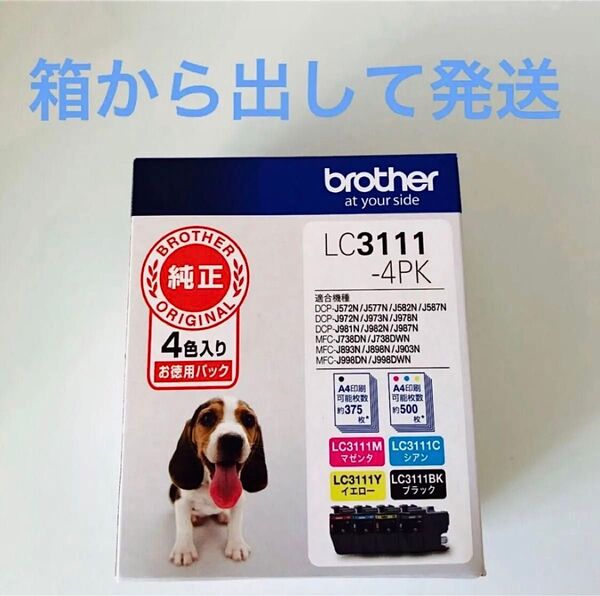 箱から出して発送
brother
at your side
LC3111
-4PK
BROTHER
純正
ORIGINAL
4色入り
お徳用パック
適合機種
DCP-J572N / J577N / J582N / J587N
DCP-J972N / J973N / J978N
DCP-J981N / J982N / J987N
MFC-J738DN / J738DWN
MFC-J893N / J898N / J903N
MFC-J998DN / J998DWN
A4印刷
可能枚数
約375
枚*
A4印刷
可能枚数
約500
枚*
LC3111M
マゼンタ
LC3111C
シアン
LC3111Y
イエロー
LC3111BK
ブラック